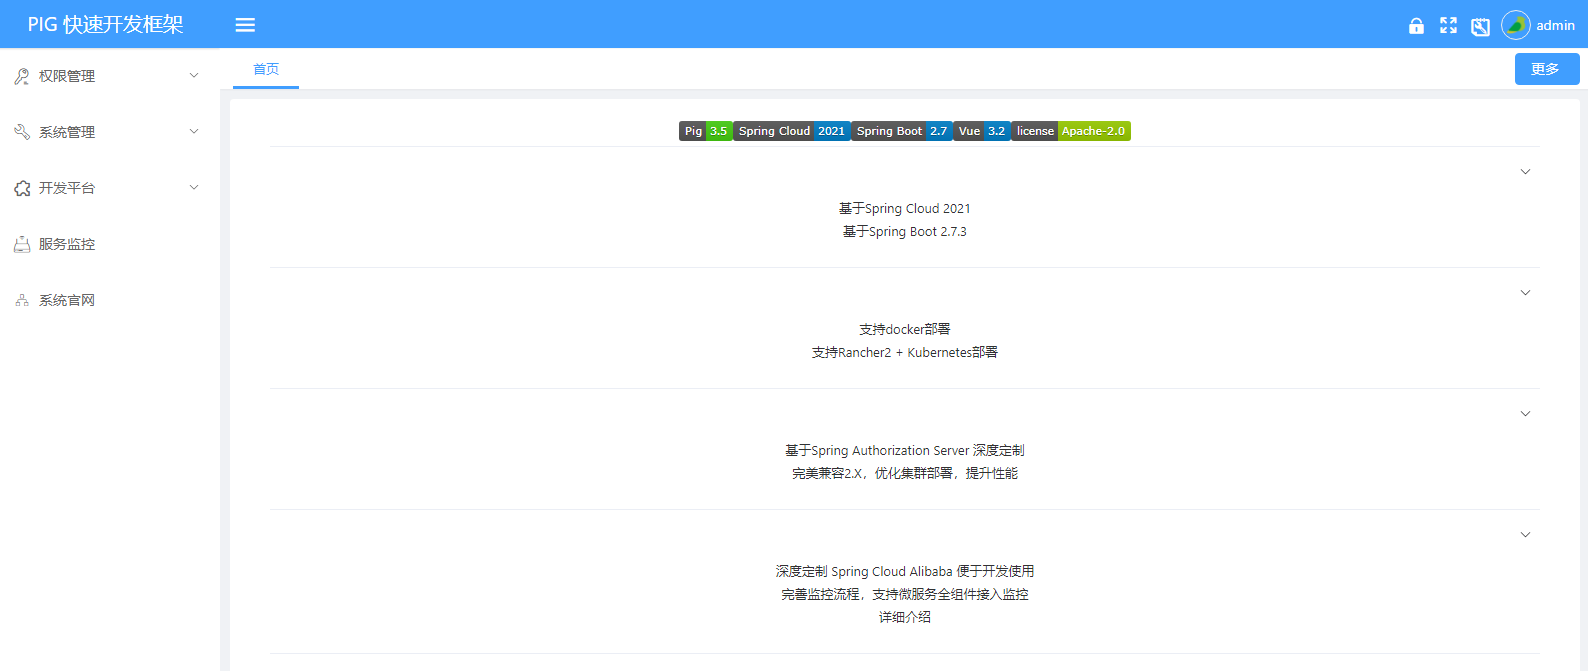 PIG 快速开发框架
admin
权限管理
系统管理
开发平台
服务监控
系统官网
首页
更多
Pig 3.5 Spring Cloud 2021 Spring Boot 2.7 Vue 3.2 license Apache-2.0
基于Spring Cloud 2021
基于Spring Boot 2.7.3
支持docker部署
支持Rancher2 + Kubernetes部署
基于Spring Authorization Server 深度定制
完美兼容2.X，优化集群部署，提升性能
深度定制 Spring Cloud Alibaba 便于开发使用
完善监控流程，支持微服务全组件接入监控
详细介绍